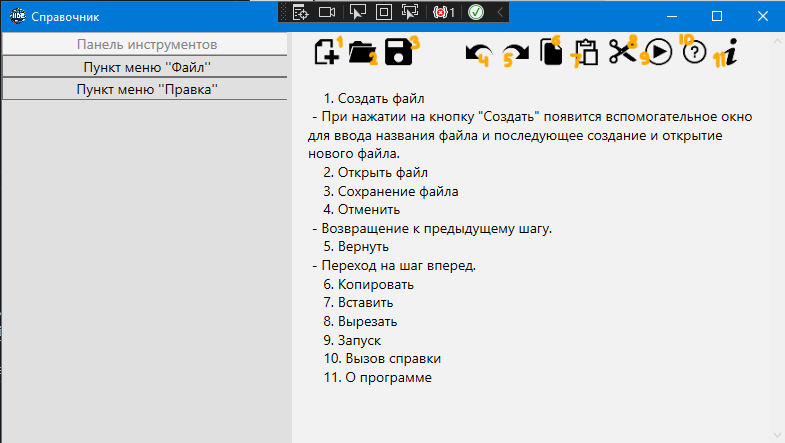 Справочник
1
Панель инструментов
Пункт меню "Файл"
Пункт меню "Правка"
1 2 3 4 5 6 7 8 9 10 11
1. Создать файл
- При нажатии на кнопку "Создать" появится вспомогательное окно
для ввода названия файла и последующее создание и открытие
нового файла.
2. Открыть файл
3. Сохранение файла
4. Отменить
- Возвращение к предыдущему шагу.
5. Вернуть
- Переход на шаг вперед.
6. Копировать
7. Вставить
8. Вырезать
9. Запуск
10. Вызов справки
11. О программе